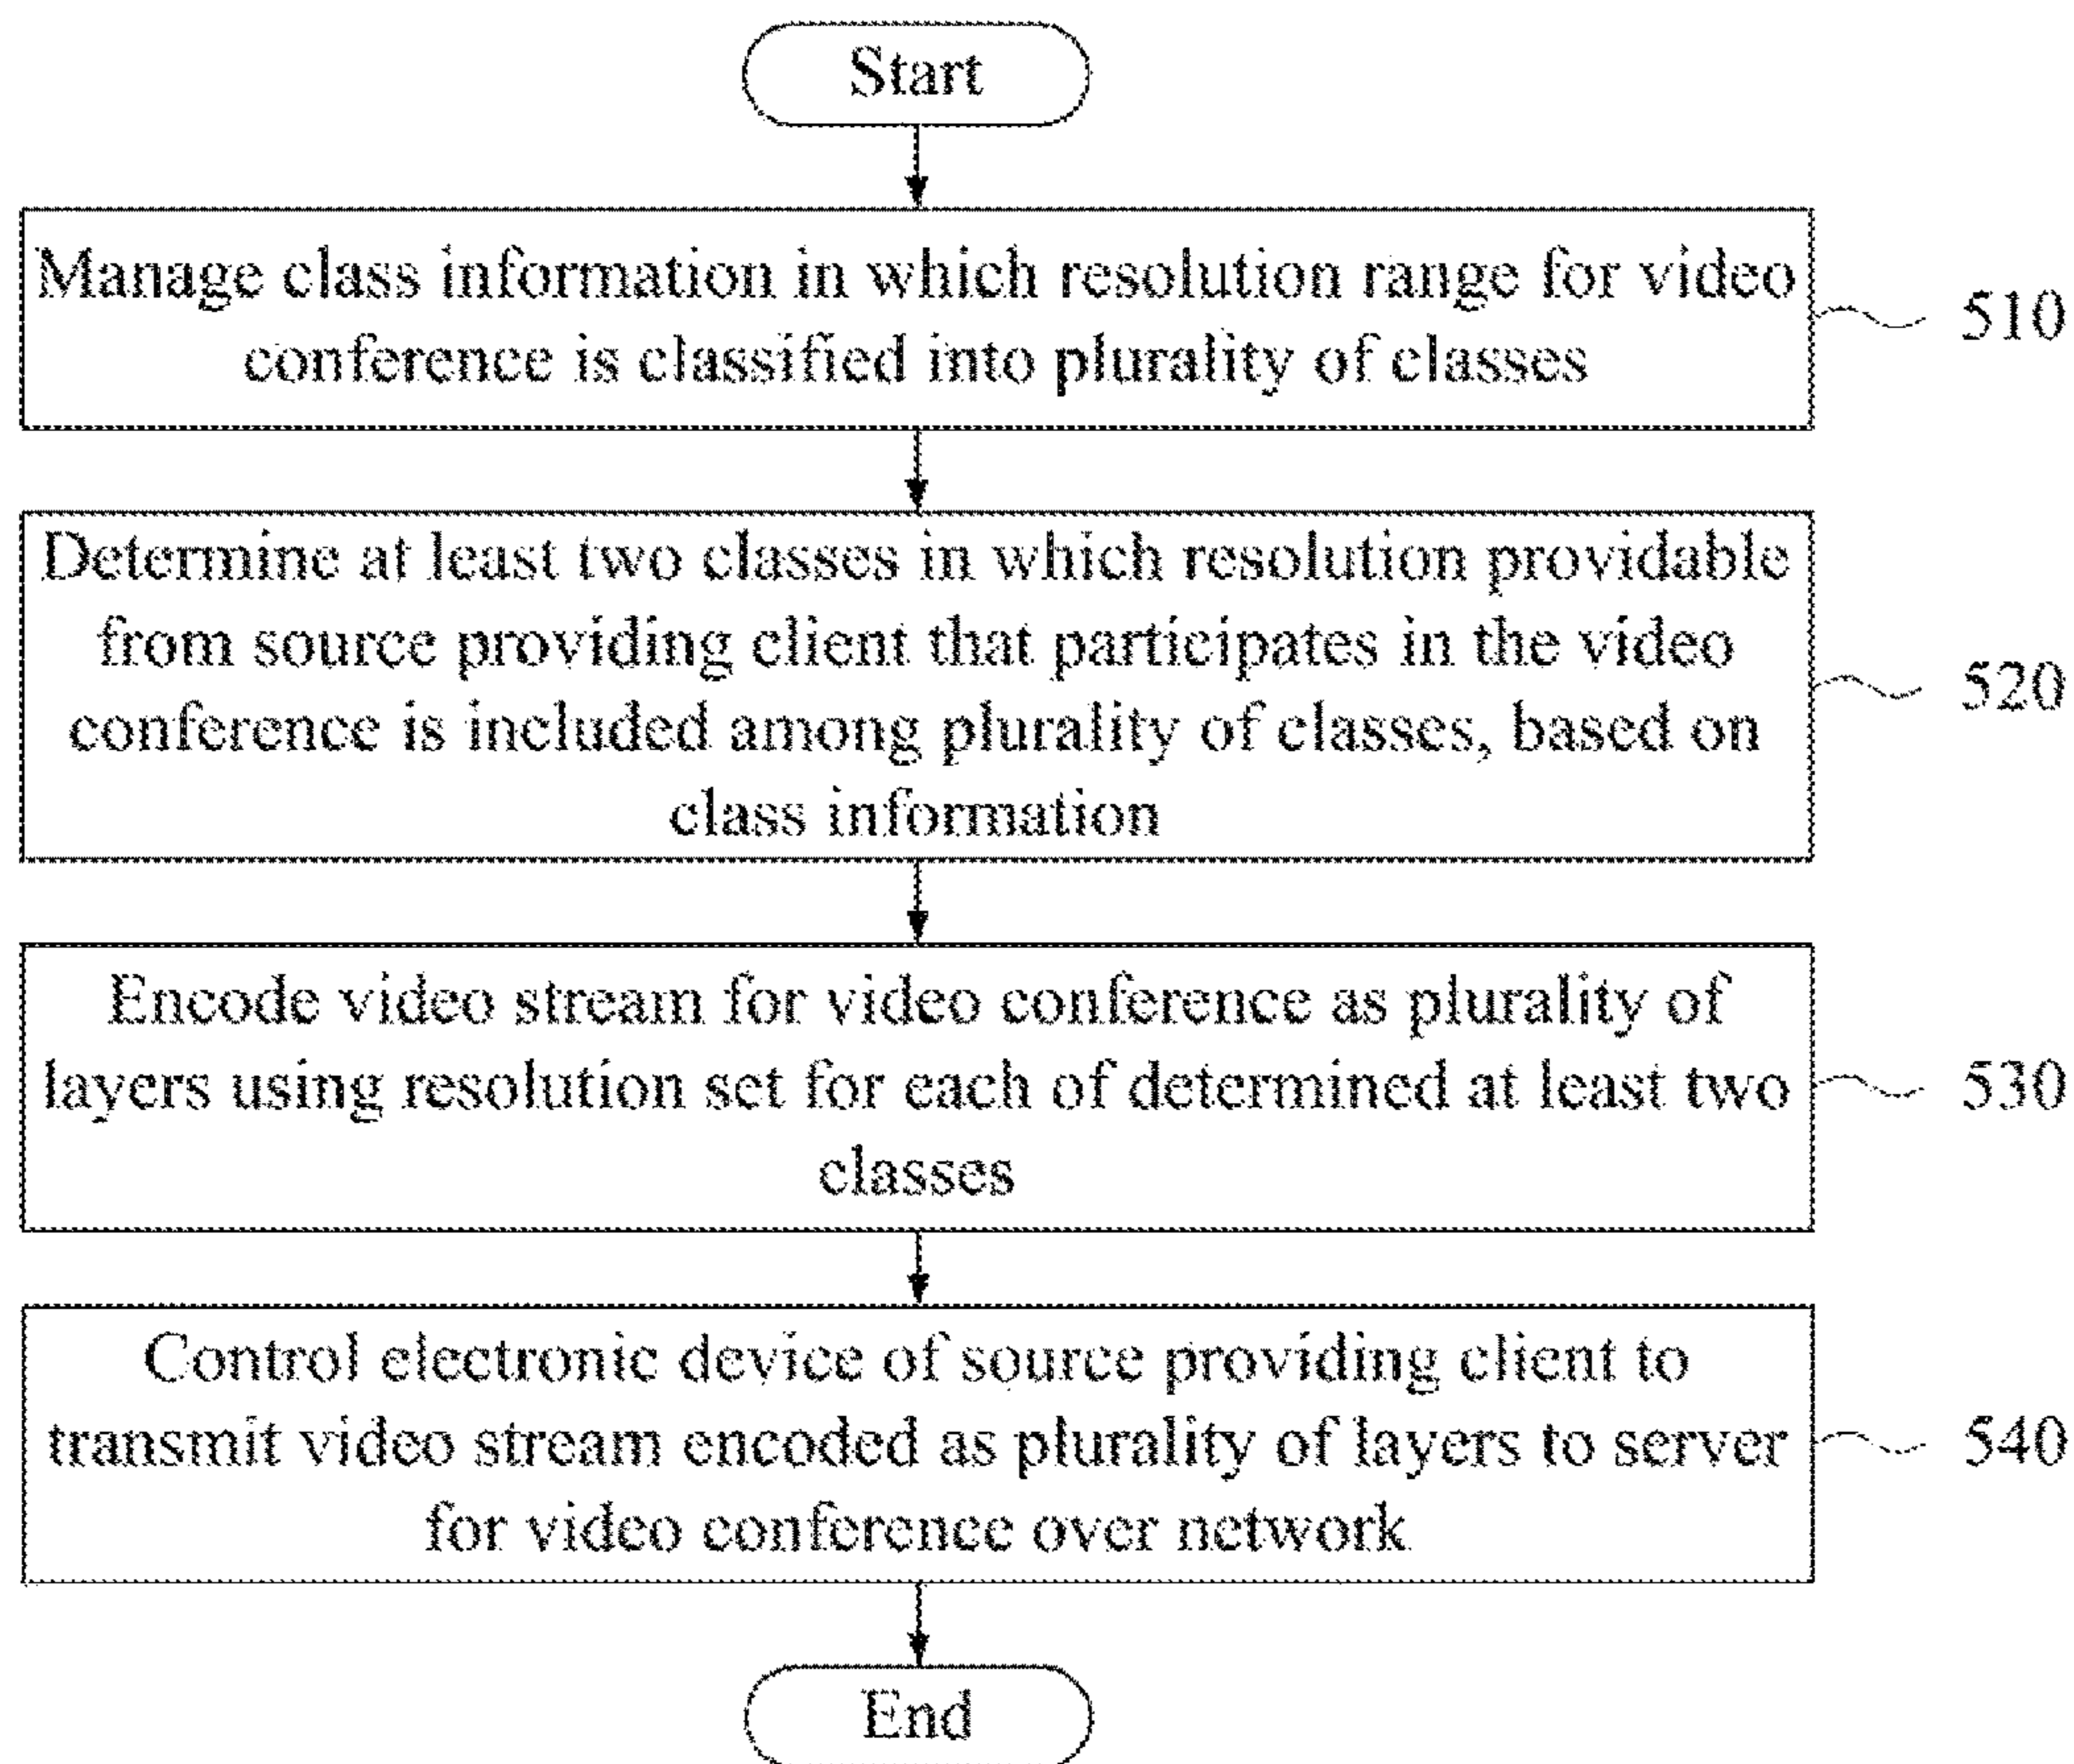 Start
Manage class information in which resolution range for video
conference is classified into plurality of classes
510
Determine at least two classes in which resolution providable
from source providing client that participates in the video
conference is included among plurality of classes, based on
class information
520
Encode video stream for video conference as plurality of
layers using resolution set for each of determined at least two
classes
530
Control electronic device of source providing client to
transmit video stream encoded as plurality of layers to server
for video conference over network
540
End